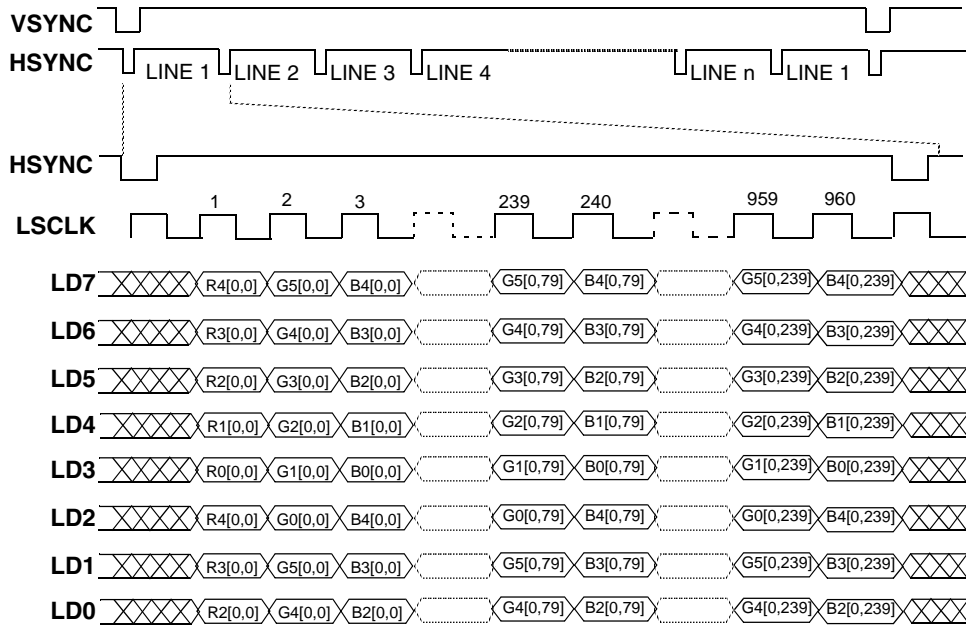 VSYNC
HSYNC LINE 1 LINE 2 LINE 3 LINE 4 LINE n LINE 1
HSYNC
1 2 3 239 240 959 960
LSCLK
LD7 R4[0,0] G5[0,0] B4[0,0] G5[0,79] B4[0,79] G5[0,239] B4[0,239]
LD6 R3[0,0] G4[0,0] B3[0,0] G4[0,79] B3[0,79] G4[0,239] B3[0,239]
LD5 R2[0,0] G3[0,0] B2[0,0] G3[0,79] B2[0,79] G3[0,239] B2[0,239]
LD4 R1[0,0] G2[0,0] B1[0,0] G2[0,79] B1[0,79] G2[0,239] B1[0,239]
LD3 R0[0,0] G1[0,0] B0[0,0] G1[0,79] B0[0,79] G1[0,239] B0[0,239]
LD2 R4[0,0] G0[0,0] B4[0,0] G0[0,79] B4[0,79] G0[0,239] B4[0,239]
LD1 R3[0,0] G5[0,0] B3[0,0] G5[0,79] B3[0,79] G5[0,239] B3[0,239]
LD0 R2[0,0] G4[0,0] B2[0,0] G4[0,79] B2[0,79] G4[0,239] B2[0,239]